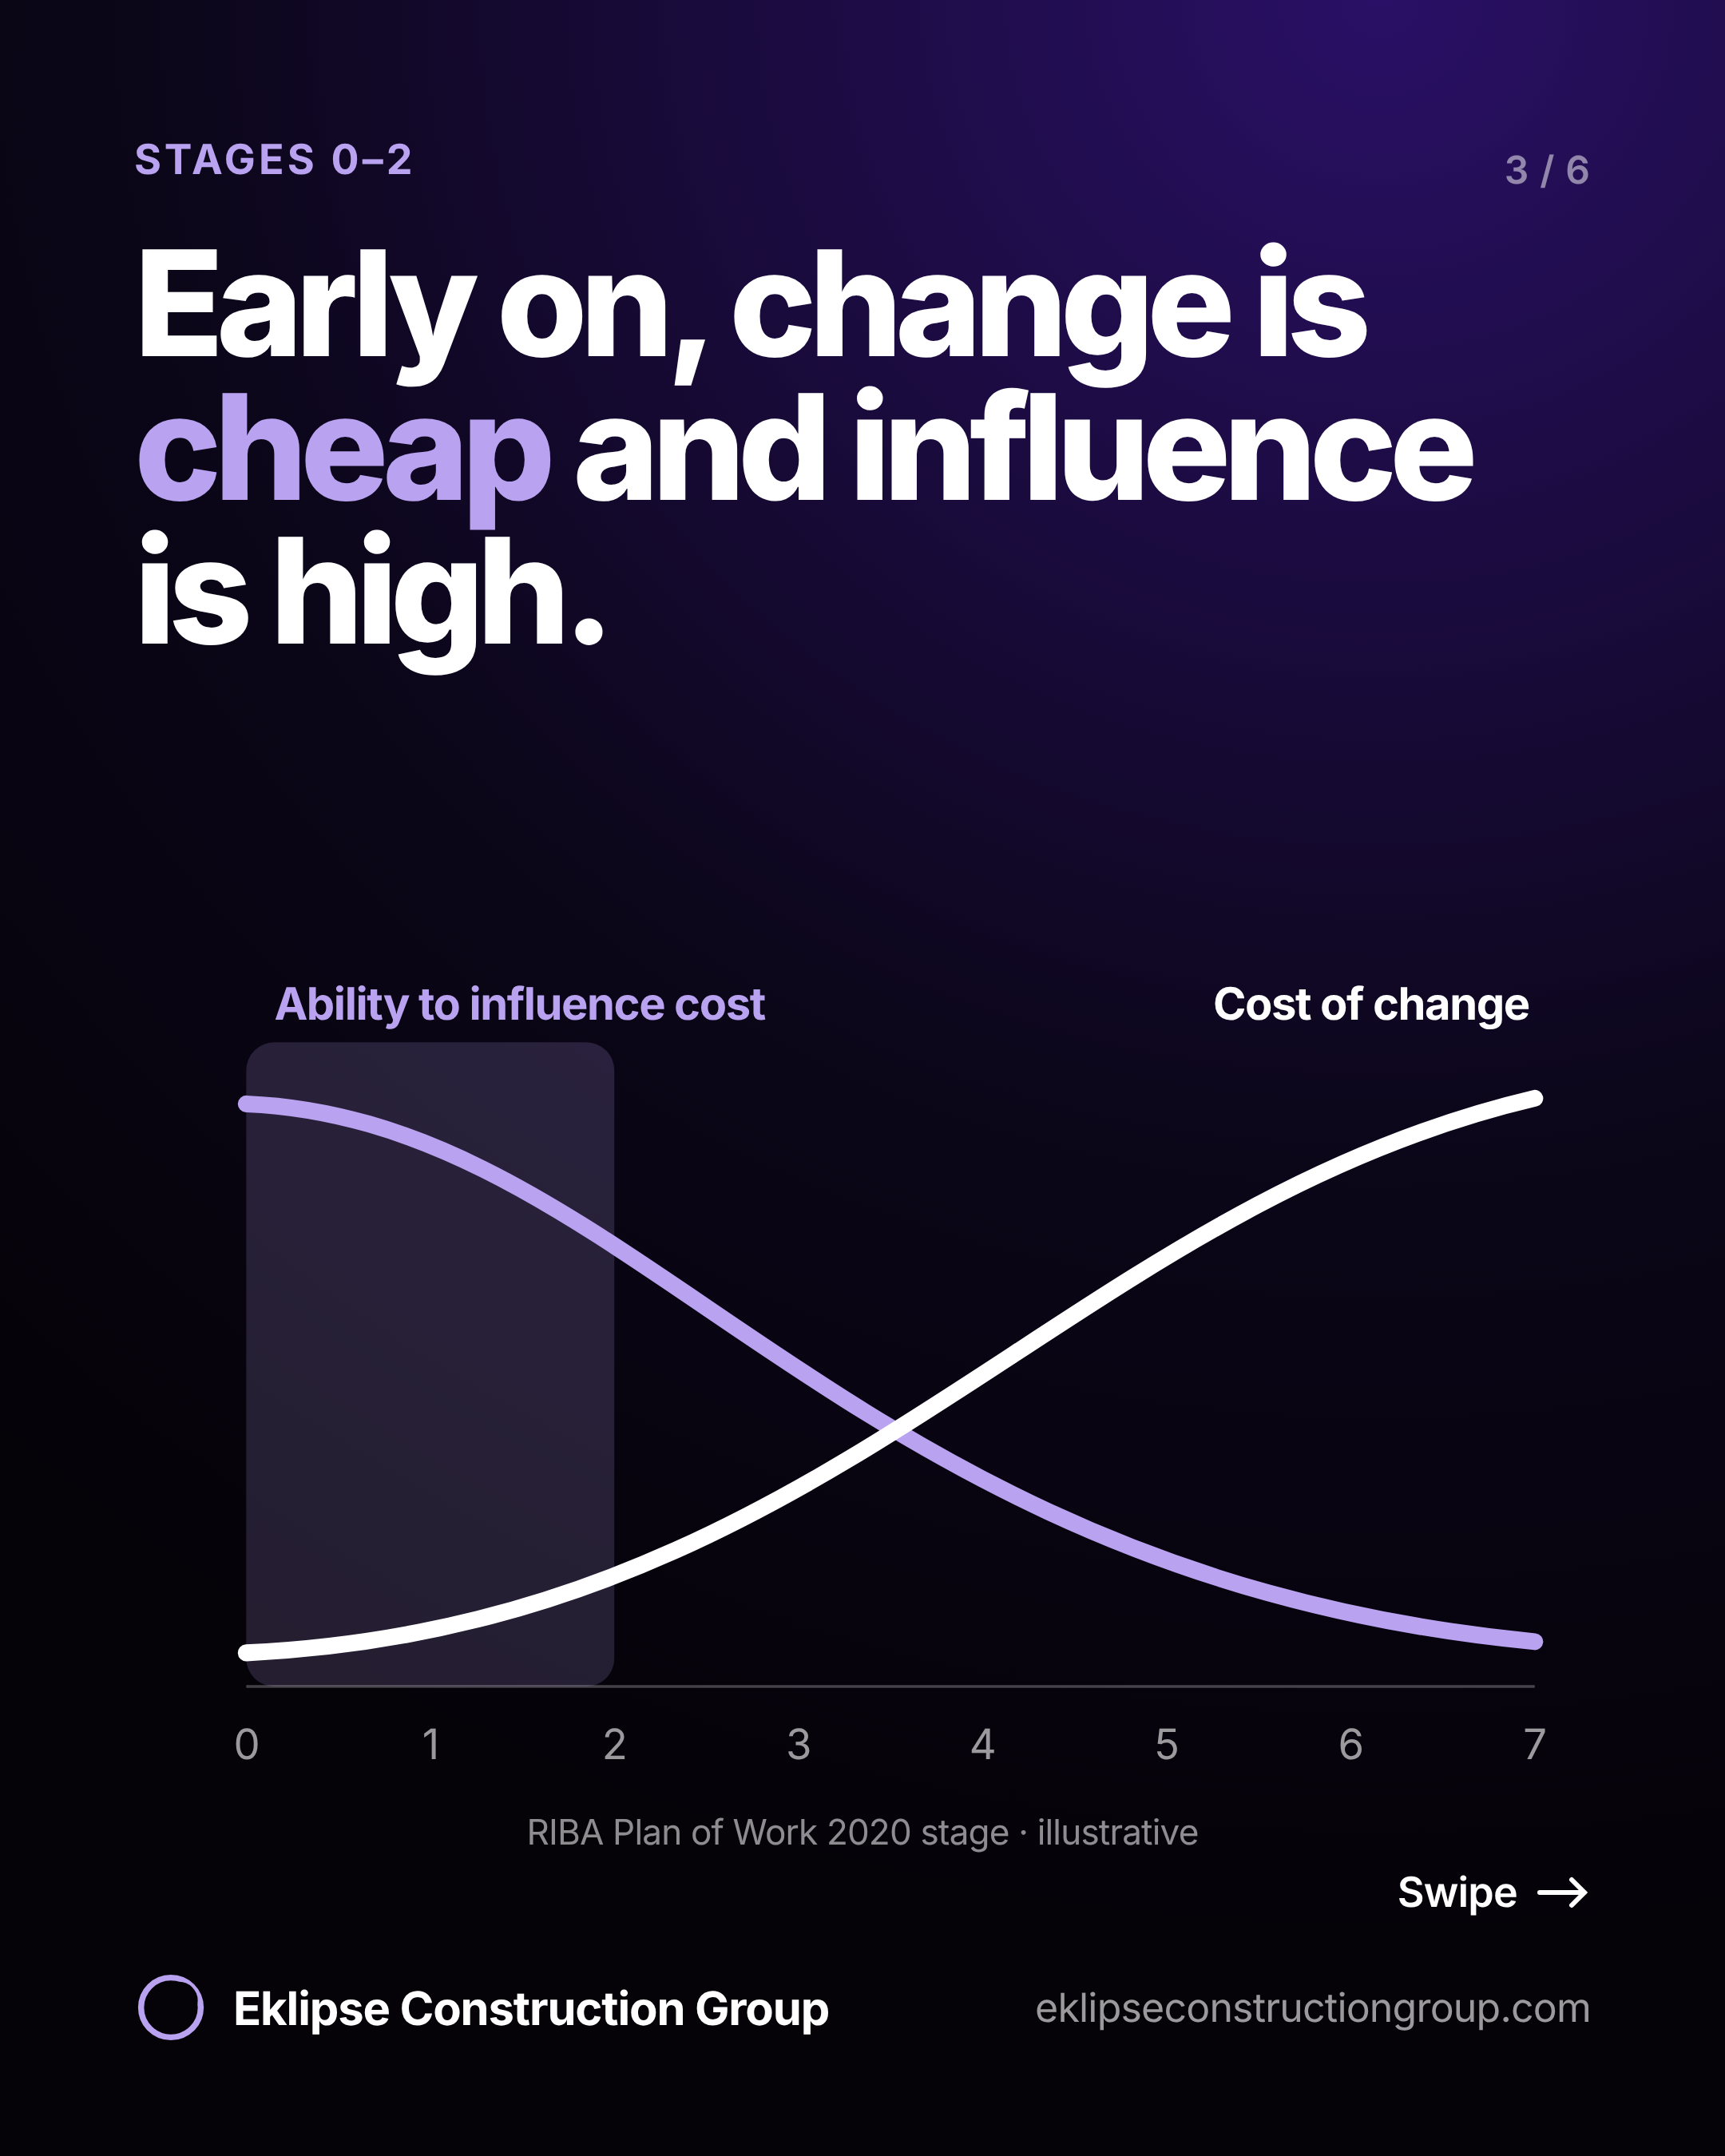 STAGES 0–2
3 / 6
Early on, change is
cheap and influence
is high.
Ability to influence cost
Cost of change
0 1 2 3 4 5 6 7
RIBA Plan of Work 2020 stage · illustrative
Swipe →
Eklipse Construction Group
eklipseconstructiongroup.com